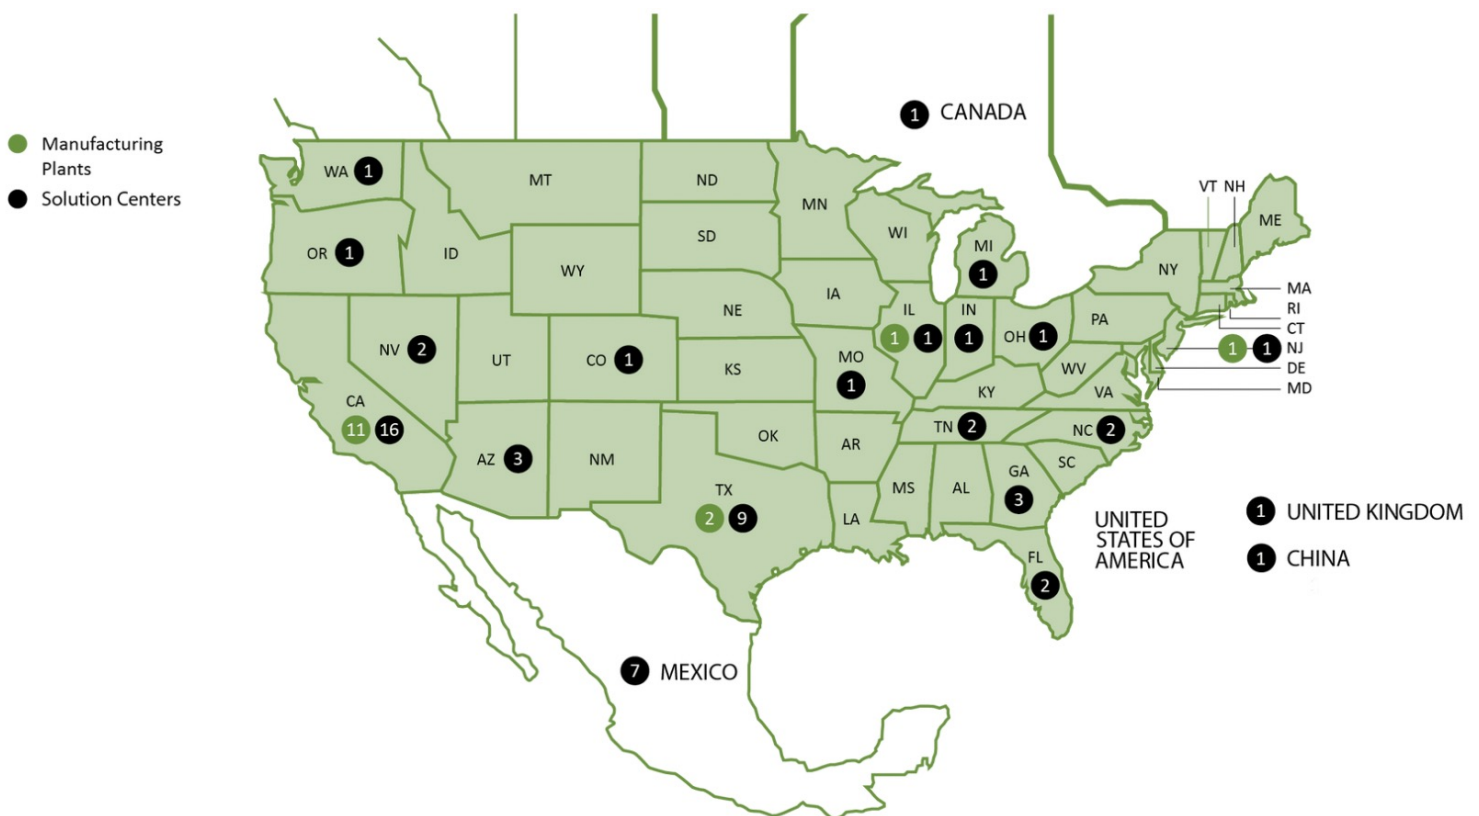 1 CANADA
Manufacturing
Plants
Solution Centers
WA 1
MT
ND
MN
VT NH
ME
OR 1
ID
WY
SD
WI
MI
1
NY
MA
RI
CT
1 1 NJ
DE
MD
NE
IA
IL
1 1
IN
1
OH 1
PA
NV 2
UT
CO 1
KS
MO
1
WV
VA
KY
CA
11 16
AZ 3
NM
OK
AR
TN 2
NC 2
SC
TX
2 9
LA
MS
AL
GA
3
FL
2
UNITED
STATES OF
AMERICA
1 UNITED KINGDOM
1 CHINA
7 MEXICO